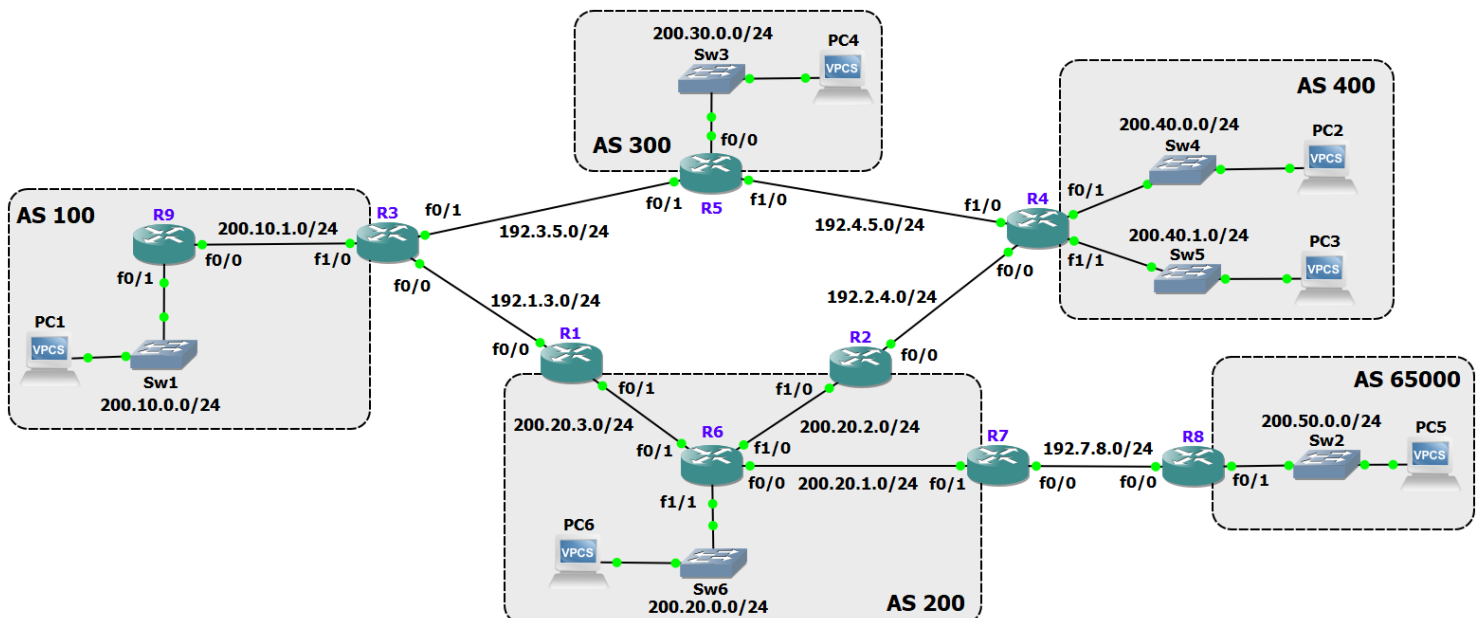 200.30.0.0/24
Sw3
PC4
VPCS
f0/0
AS 300
f0/1
R5
f1/0
AS 400
200.40.0.0/24
Sw4
PC2
VPCS
f0/1
200.40.1.0/24
Sw5
PC3
VPCS
f1/1
R4
f1/0
f0/0
192.4.5.0/24
192.3.5.0/24
AS 100
R9
200.10.1.0/24
R3
f0/1
f0/0
f1/0
f0/1
f0/0
PC1
VPCS
Sw1
200.10.0.0/24
192.1.3.0/24
192.2.4.0/24
R1
f0/0
f0/1
R2
f0/0
f1/0
200.20.3.0/24
200.20.2.0/24
R6
f0/1
f1/0
f0/0
f1/1
200.20.1.0/24
R7
f0/1
f0/0
192.7.8.0/24
R8
f0/0
f0/1
AS 65000
200.50.0.0/24
Sw2
PC5
VPCS
PC6
VPCS
Sw6
200.20.0.0/24
AS 200